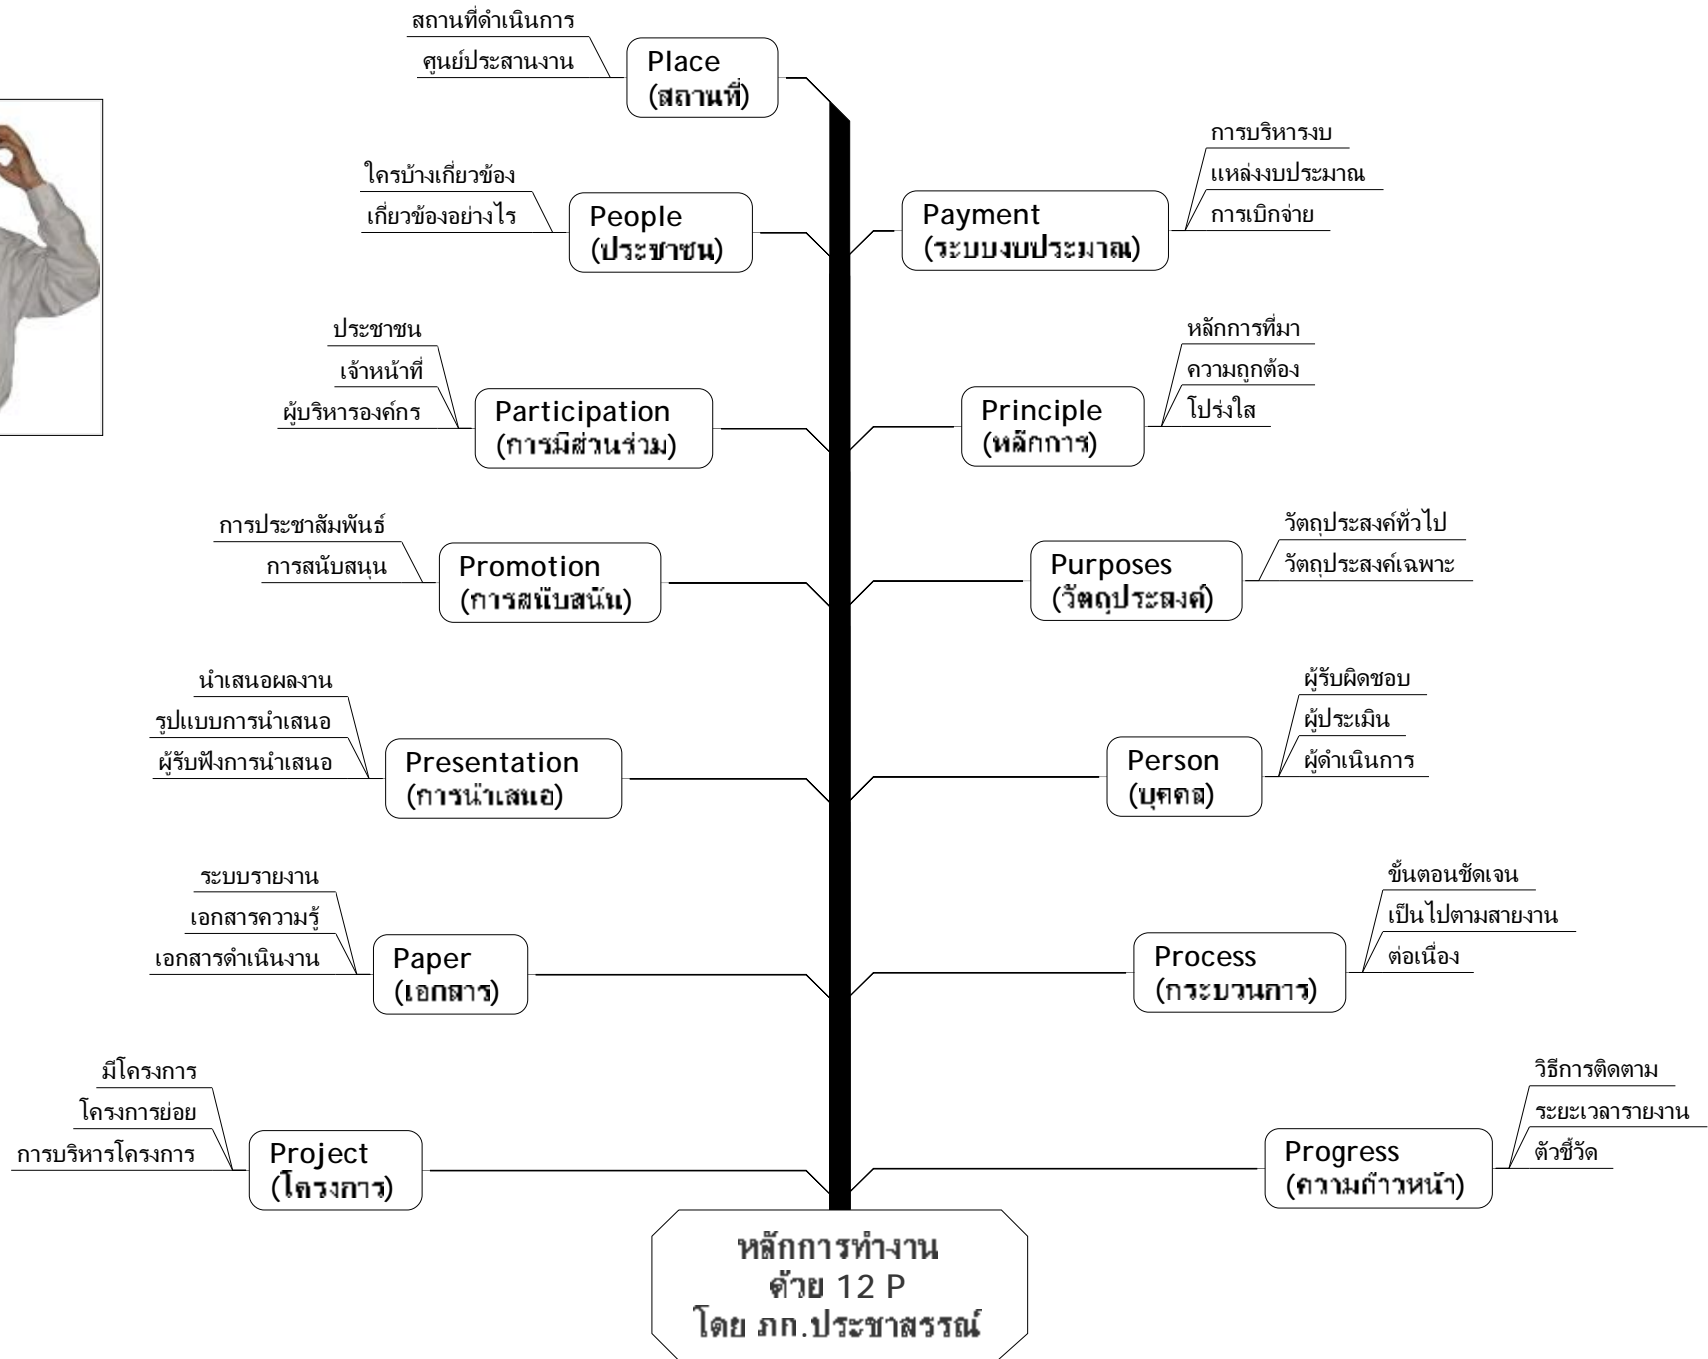 สถานที่ดำเนินการ
ศูนย์ประสานงาน
Place
(สถานที่)
ใครบ้างเกี่ยวข้อง
เกี่ยวข้องอย่างไร
People
(ประชาชน)
ประชาชน
เจ้าหน้าที่
ผู้บริหารองค์กร
Participation
(การมีส่วนร่วม)
การประชาสัมพันธ์
การสนับสนุน
Promotion
(การสนับสนัน)
นำเสนอผลงาน
รูปแบบการนำเสนอ
ผู้รับฟังการนำเสนอ
Presentation
(การนำเสนอ)
ระบบรายงาน
เอกสารความรู้
เอกสารดำเนินงาน
Paper
(เอกสาร)
มีโครงการ
โครงการย่อย
การบริหารโครงการ
Project
(โครงการ)
การบริหารงบ
แหล่งงบประมาณ
การเบิกจ่าย
Payment
(ระบบงบประมาณ)
หลักการที่มา
ความถูกต้อง
โปร่งใส
Principle
(หลักการ)
วัตถุประสงค์ทั่วไป
วัตถุประสงค์เฉพาะ
Purposes
(วัตถุประสงค์)
ผู้รับผิดชอบ
ผู้ประเมิน
ผู้ดำเนินการ
Person
(บุคคล)
ขั้นตอนชัดเจน
เป็นไปตามสายงาน
ต่อเนื่อง
Process
(กระบวนการ)
วิธีการติดตาม
ระยะเวลารายงาน
ตัวชี้วัด
Progress
(ความก้าวหน้า)
หลักการทำงาน
ด้วย 12 P
โดย ภก.ประชาสรรณ์